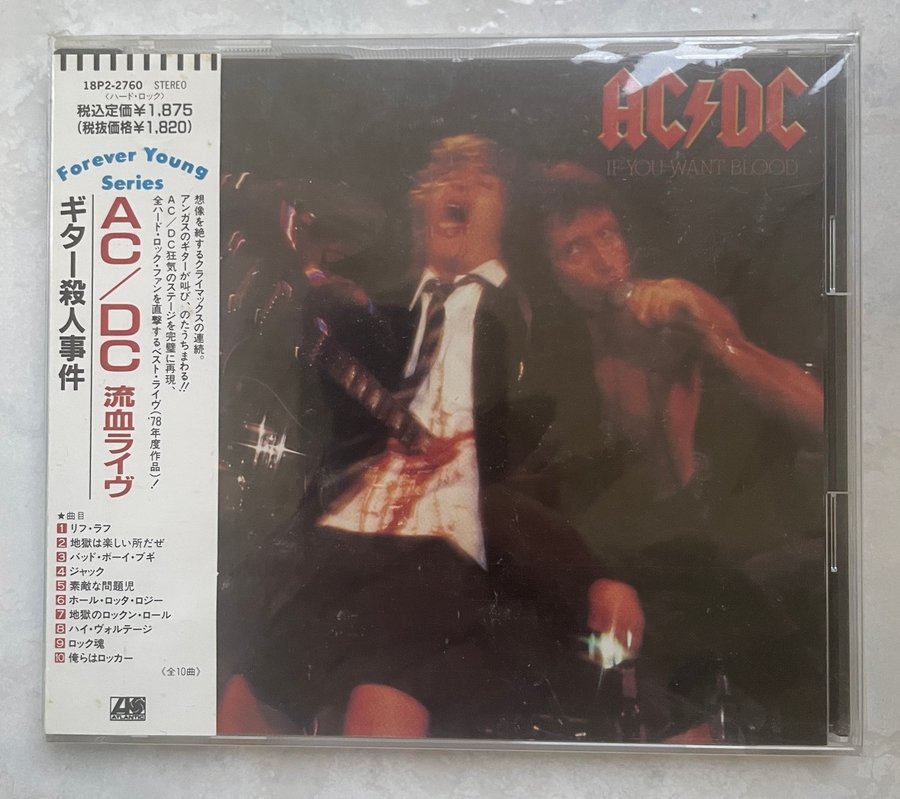 18P2-2760 STEREO
〈ハード・ロック〉
税込定価¥1,875
(税抜価格¥1,820)
Forever Young
Series
AC/DC 流血ライヴ
ギター殺人事件
想像を絶するクライマックスの連続。
アンガスのギターが叫び、のたうちまわる!!
AC/DC狂気のステージを完璧に再現、
全ハード・ロック・ファンを直撃するベスト・ライヴ('78年度作品)!
★曲目
1 リフ・ラフ
2 地獄は楽しい所だぜ
3 バッド・ボーイ・ブギ
4 ジャック
5 素敵な問題児
6 ホール・ロッタ・ロジー
7 地獄のロックン・ロール
8 ハイ・ヴォルテージ
9 ロック魂
10 俺らはロッカー
《全10曲》
ATLANTIC
AC/DC
IF YOU WANT BLOOD